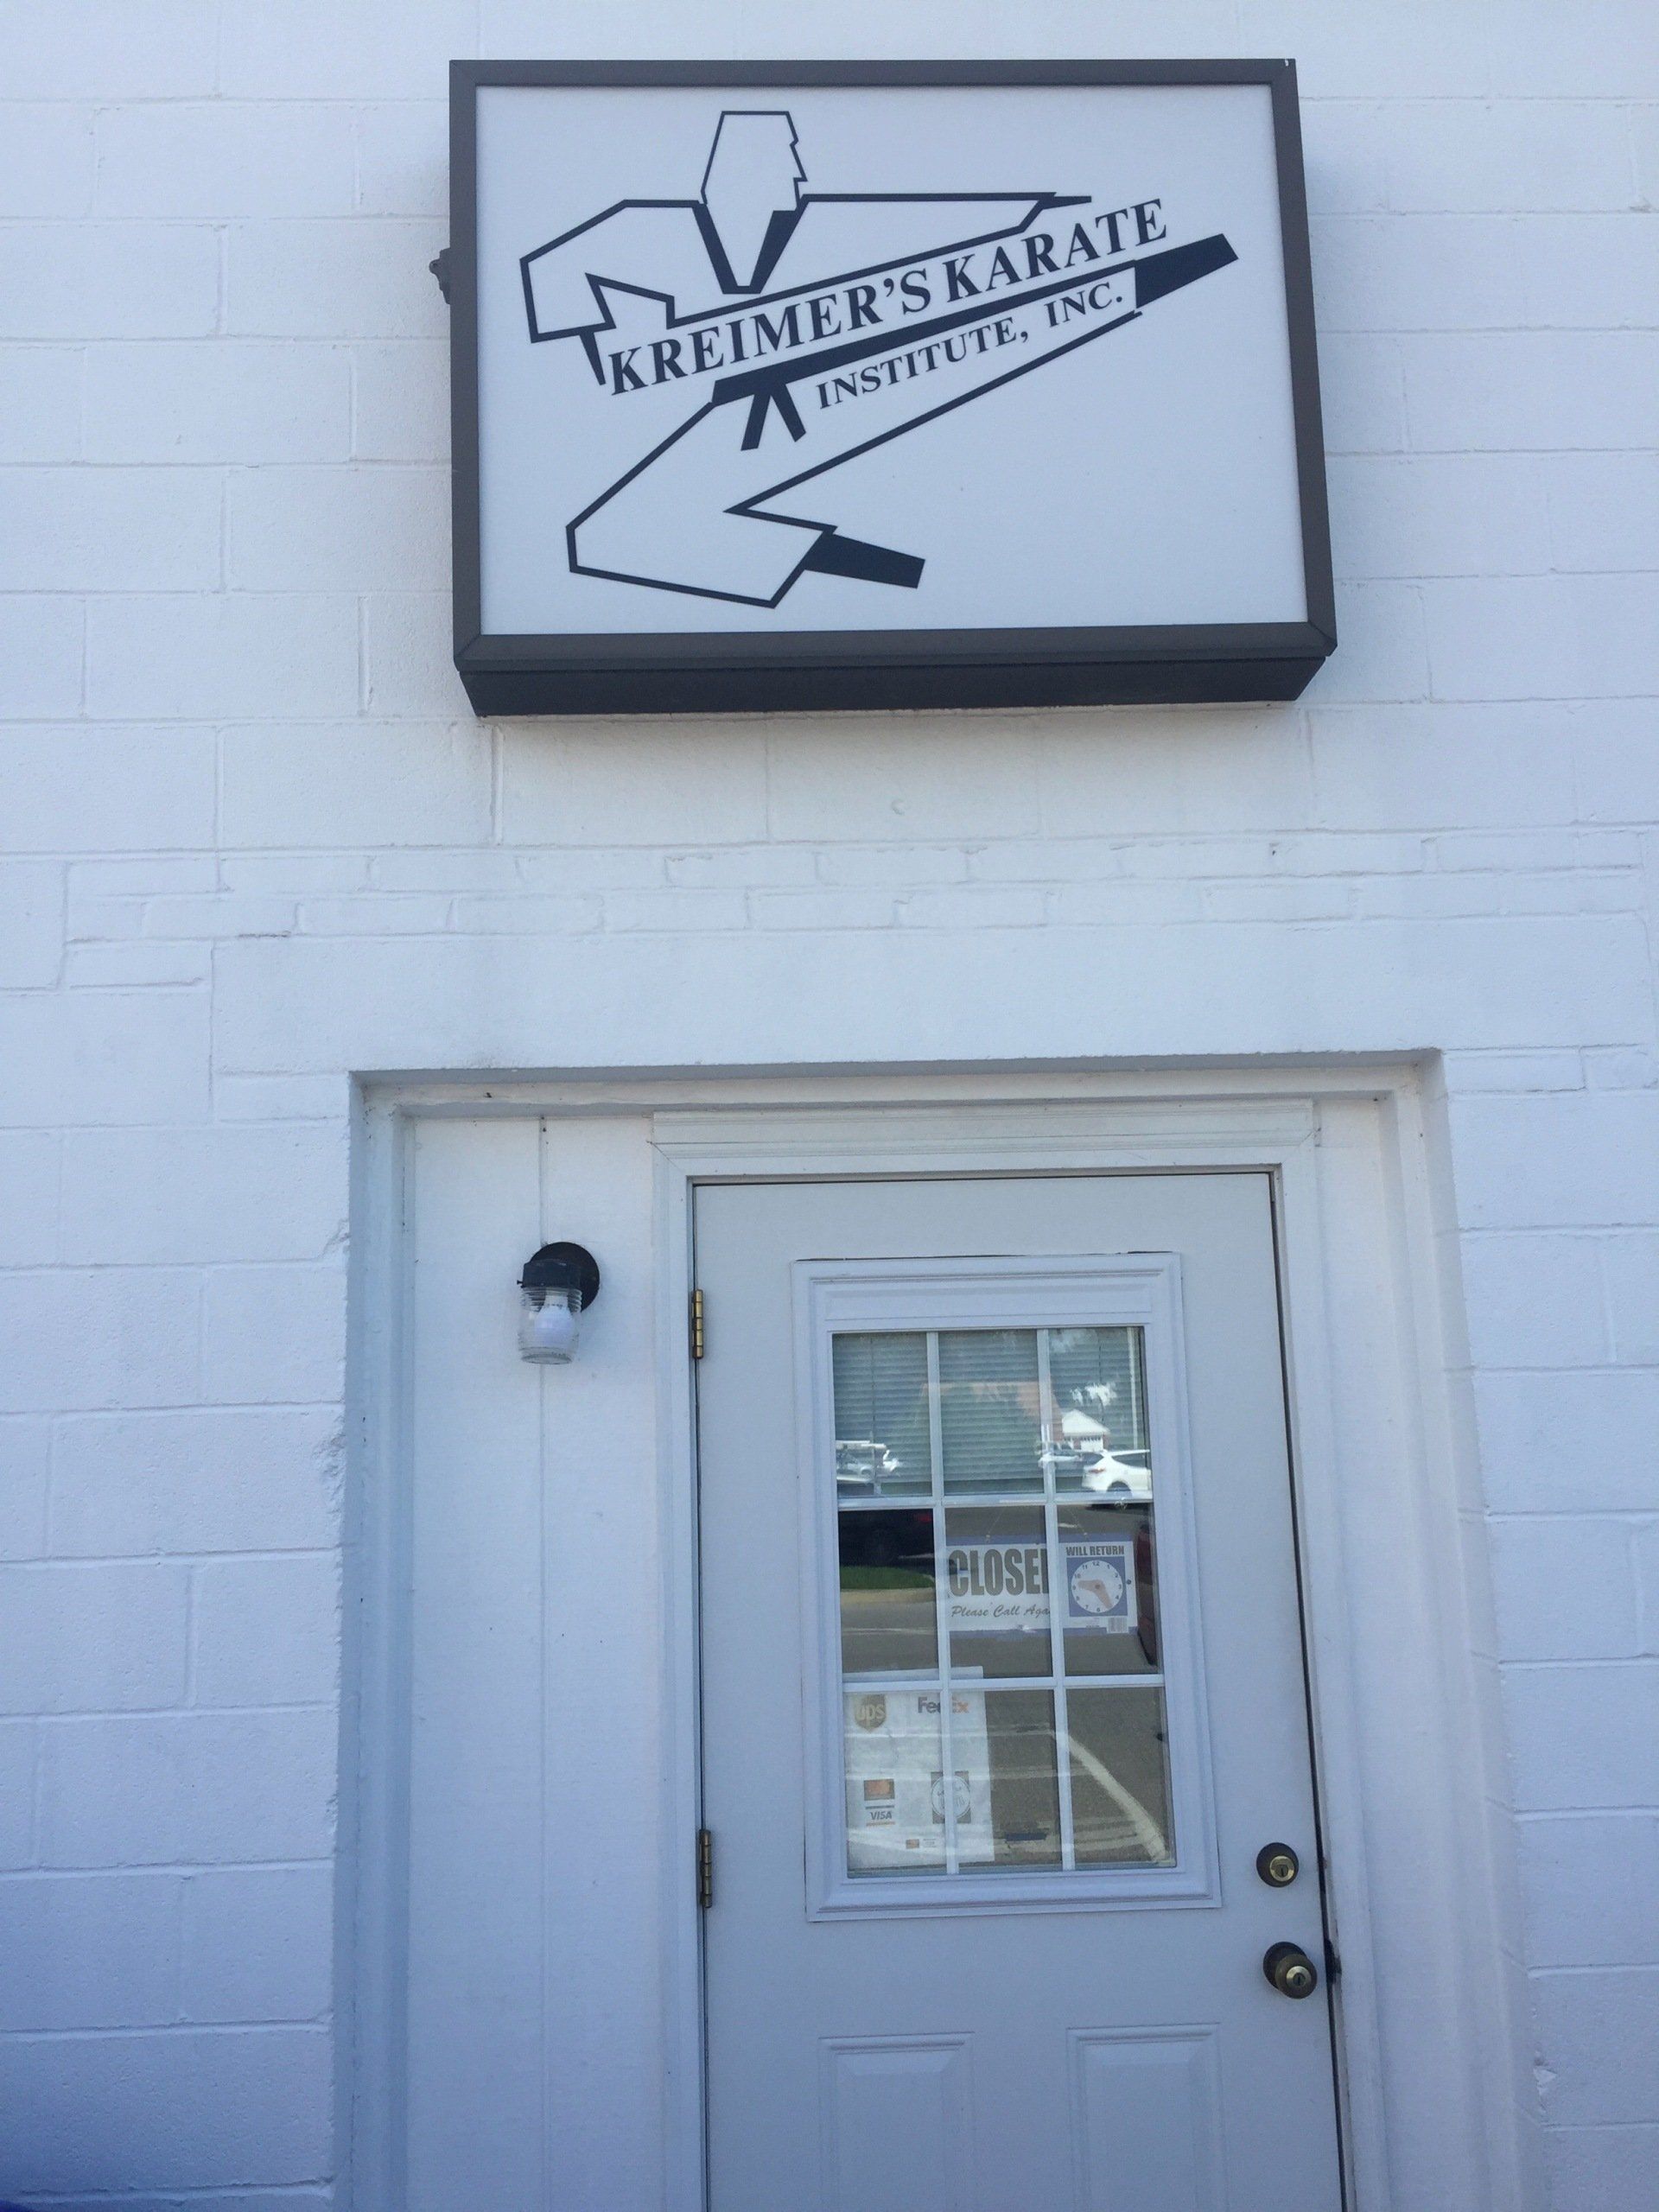 KREIMER'S KARATE
INSTITUTE, INC.
CLOSE
WILL RETURN
Please Call Aga
ups
FedEx
VISA